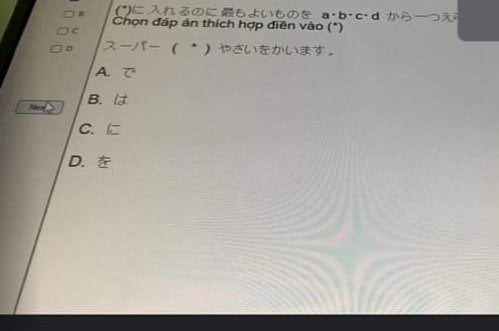 (*)に入れるのに最もよいものを a・b・c・d から一つえ
Chọn đáp án thích hợp điền vào (*)
スーパー ( * ) やさいをかいます。
A. で
B. は
C. に
D. を
B
C
D